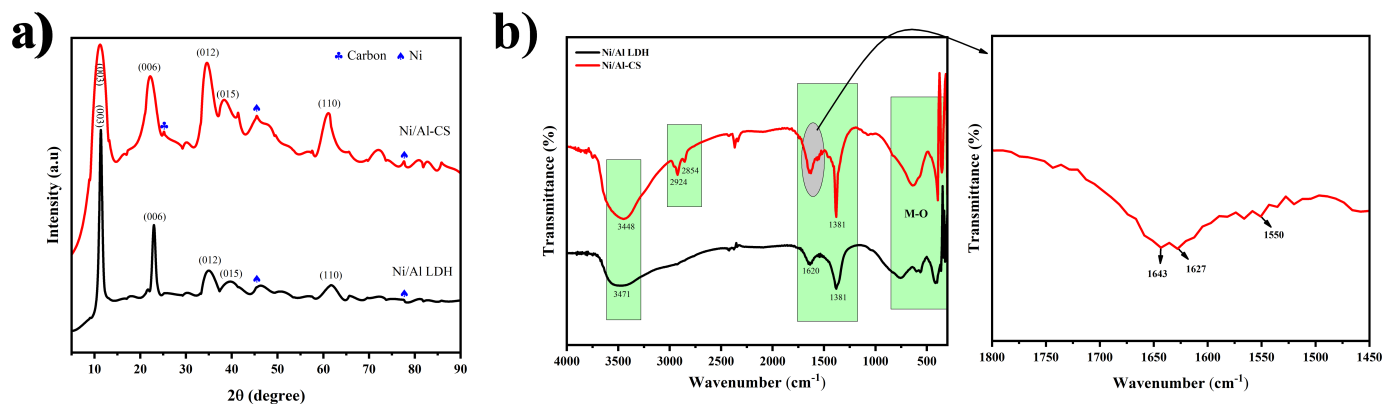 a)
Intensity (a.u)
♣ Carbon ♠ Ni
(003)
(006)
(012)
(015)
(110)
Ni/Al-CS
(003)
(006)
(012)
(015)
(110)
Ni/Al LDH
10 20 30 40 50 60 70 80 90
2θ (degree)
b)
Transmittance (%)
Ni/Al LDH
Ni/Al-CS
3448
2924
2854
1381
M-O
3471
1620
1381
4000 3500 3000 2500 2000 1500 1000 500
Wavenumber (cm⁻¹)
Transmittance (%)
1643
1627
1550
1800 1750 1700 1650 1600 1550 1500 1450
Wavenumber (cm⁻¹)